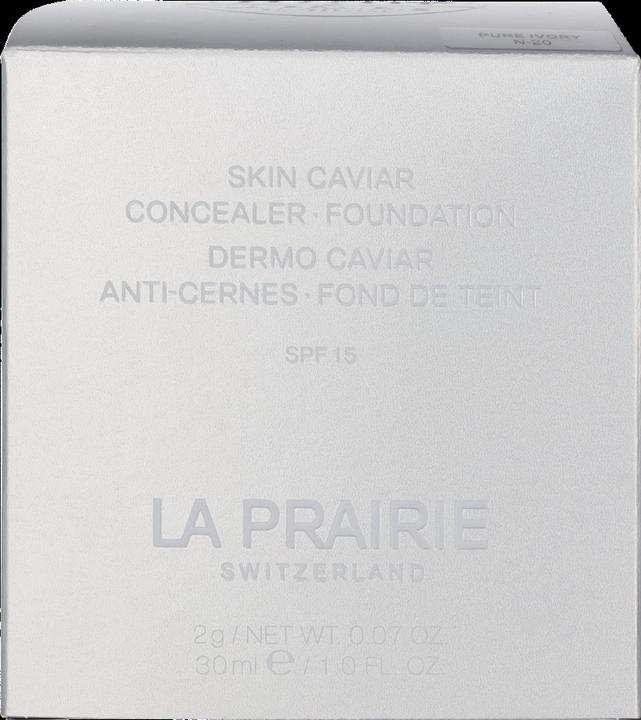 PURE IVORY
N-20
SKIN CAVIAR
CONCEALER · FOUNDATION
DERMO CAVIAR
ANTI-CERNES · FOND DE TEINT
SPF 15
LA PRAIRIE
SWITZERLAND
2g / NET WT. 0.07 OZ.
30ml ℮ / 1.0 FL. OZ.